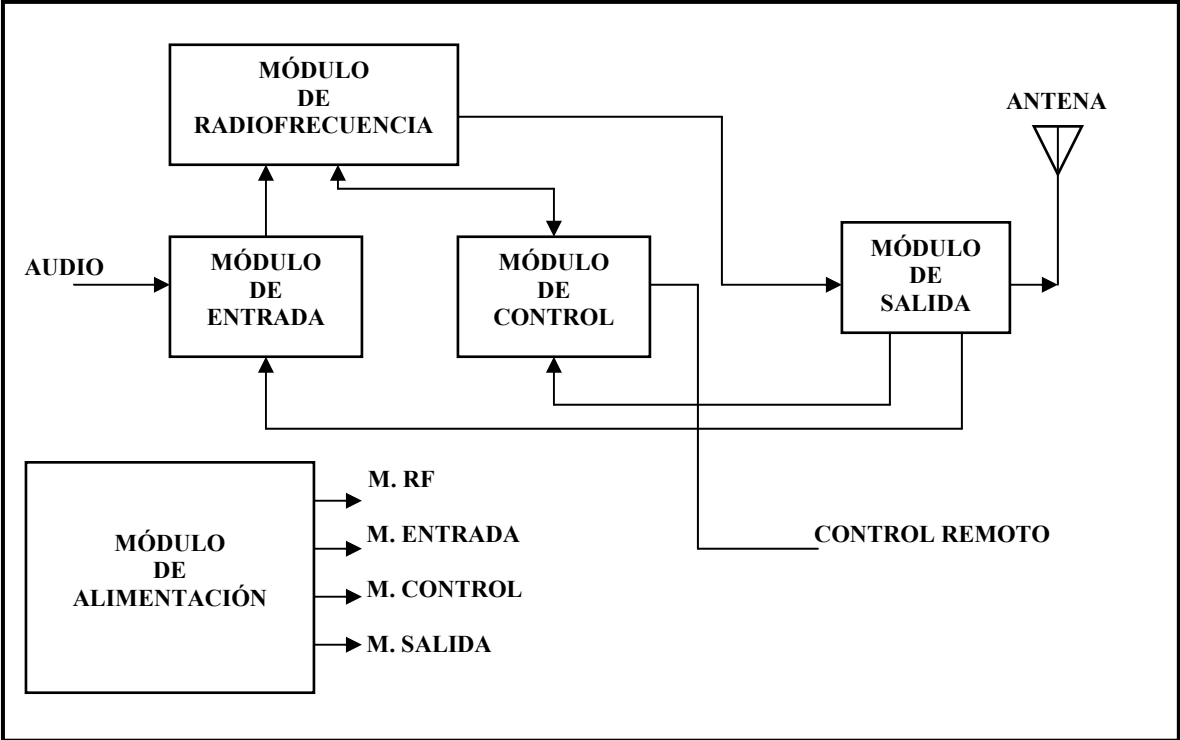 MÓDULO
DE
RADIOFRECUENCIA
ANTENA
AUDIO
MÓDULO
DE
ENTRADA
MÓDULO
DE
CONTROL
MÓDULO
DE
SALIDA
MÓDULO
DE
ALIMENTACIÓN
M. RF
M. ENTRADA
M. CONTROL
M. SALIDA
CONTROL REMOTO